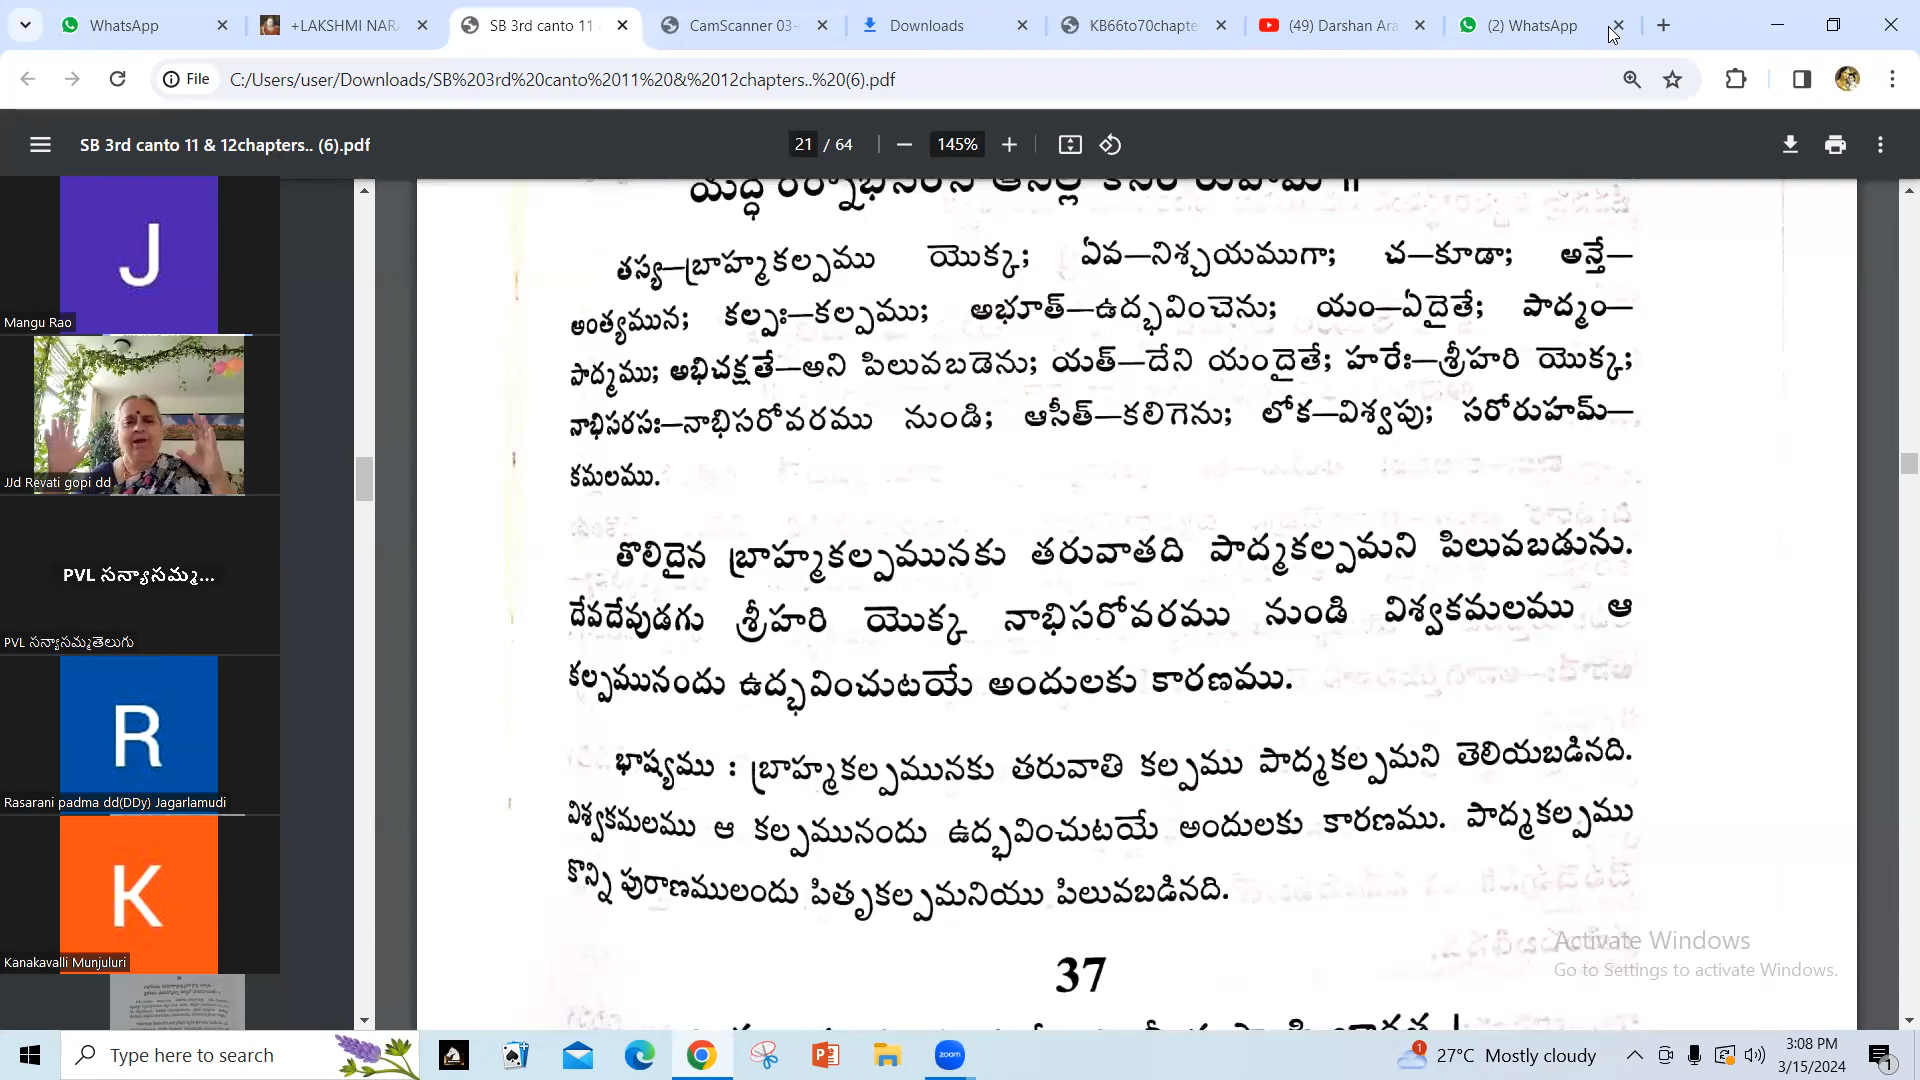 WhatsApp
+LAKSHMI NARA
SB 3rd canto 11
CamScanner 03-
Downloads
KB66to70chapte
(49) Darshan Ara
(2) WhatsApp
File
C:/Users/user/Downloads/SB%203rd%20canto%2011%20&%2012chapters..%20(6).pdf
SB 3rd canto 11 & 12chapters.. (6).pdf
21 / 64
145%
తస్య—బ్రాహ్మకల్పము యొక్క; ఏవ—నిశ్చయముగా; చ—కూడా; అన్తే—
అంత్యమున; కల్పః—కల్పము; అభూత్—ఉద్భవించెను; యం—ఏదైతే; పాద్మం—
పాద్మము; అభిచక్షతే—అని పిలువబడెను; యత్—దేని యందైతే; హరేః—శ్రీహరి యొక్క;
నాభిసరసః—నాభిసరోవరము నుండి; ఆసీత్—కలిగెను; లోక—విశ్వపు; సరోరుహమ్—
కమలము.
తొలిదైన బ్రాహ్మకల్పమునకు తరువాతది పాద్మకల్పమని పిలువబడును.
దేవదేవుడగు శ్రీహరి యొక్క నాభిసరోవరము నుండి విశ్వకమలము ఆ
కల్పమునందు ఉద్భవించుటయే అందులకు కారణము.
భాష్యము : బ్రాహ్మకల్పమునకు తరువాతి కల్పము పాద్మకల్పమని తెలియబడినది.
విశ్వకమలము ఆ కల్పమునందు ఉద్భవించుటయే అందులకు కారణము. పాద్మకల్పము
కొన్ని పురాణములందు పితృకల్పమనియు పిలువబడినది.
37
J
Mangu Rao
JJd Revati gopi dd
PVL సన్యాసమ్మ...
PVL సన్యాసమ్మతెలుగు
R
Rasarani padma dd(DDy) Jagarlamudi
K
Kanakavalli Munjuluri
Activate Windows
Go to Settings to activate Windows.
Type here to search
zoom
1
27°C Mostly cloudy
3:08 PM
3/15/2024
1